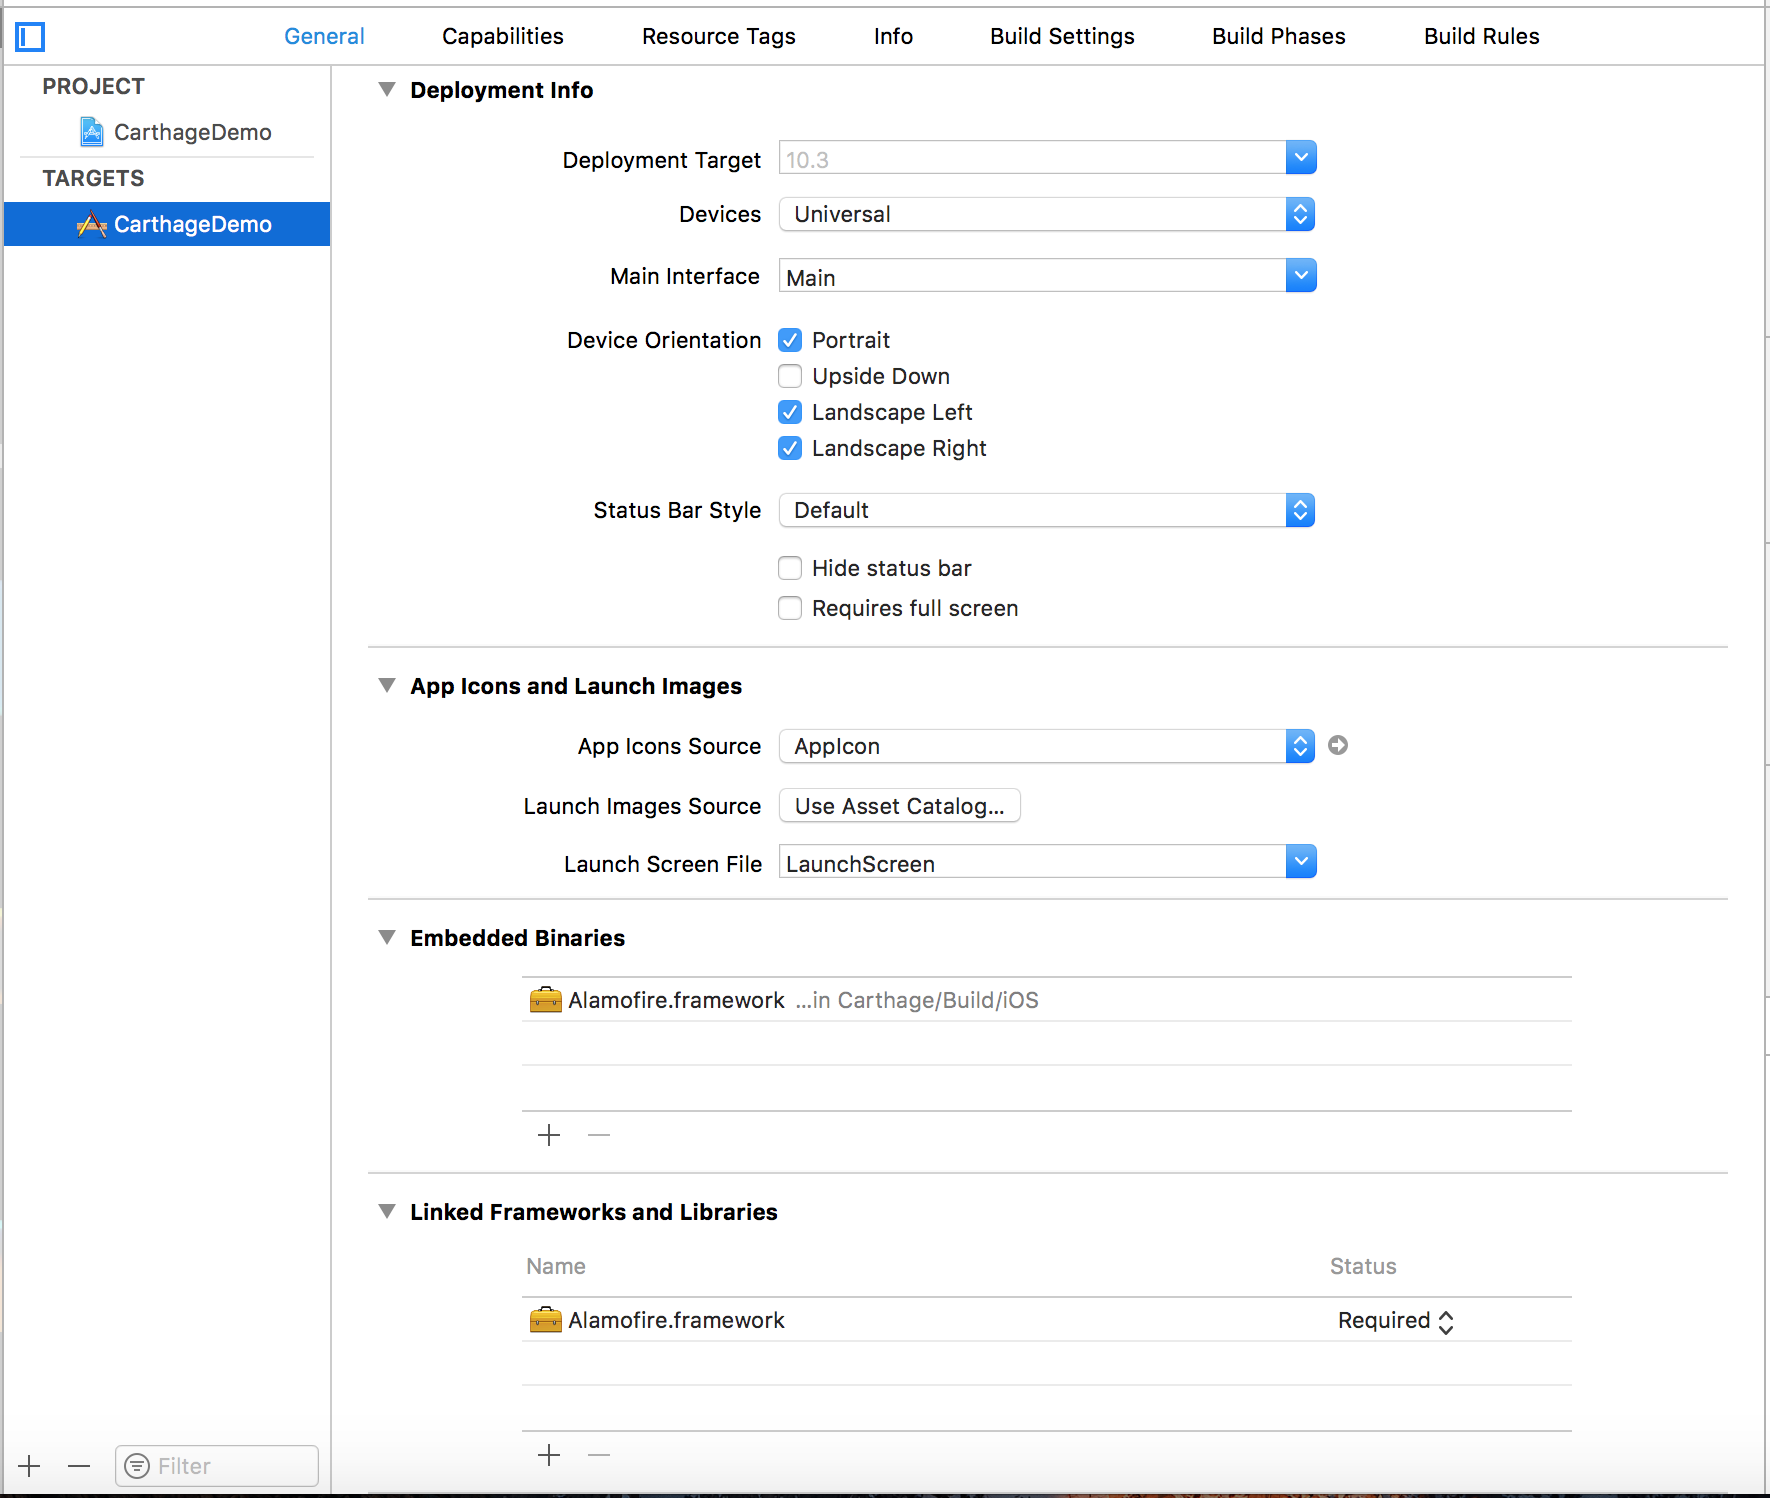 General Capabilities Resource Tags Info Build Settings Build Phases Build Rules
PROJECT
CarthageDemo
TARGETS
CarthageDemo
Deployment Info
Deployment Target 10.3
Devices Universal
Main Interface Main
Device Orientation Portrait
Upside Down
Landscape Left
Landscape Right
Status Bar Style Default
Hide status bar
Requires full screen
App Icons and Launch Images
App Icons Source AppIcon
Launch Images Source Use Asset Catalog...
Launch Screen File LaunchScreen
Embedded Binaries
Alamofire.framework ...in Carthage/Build/iOS
Linked Frameworks and Libraries
Name Status
Alamofire.framework Required
Filter